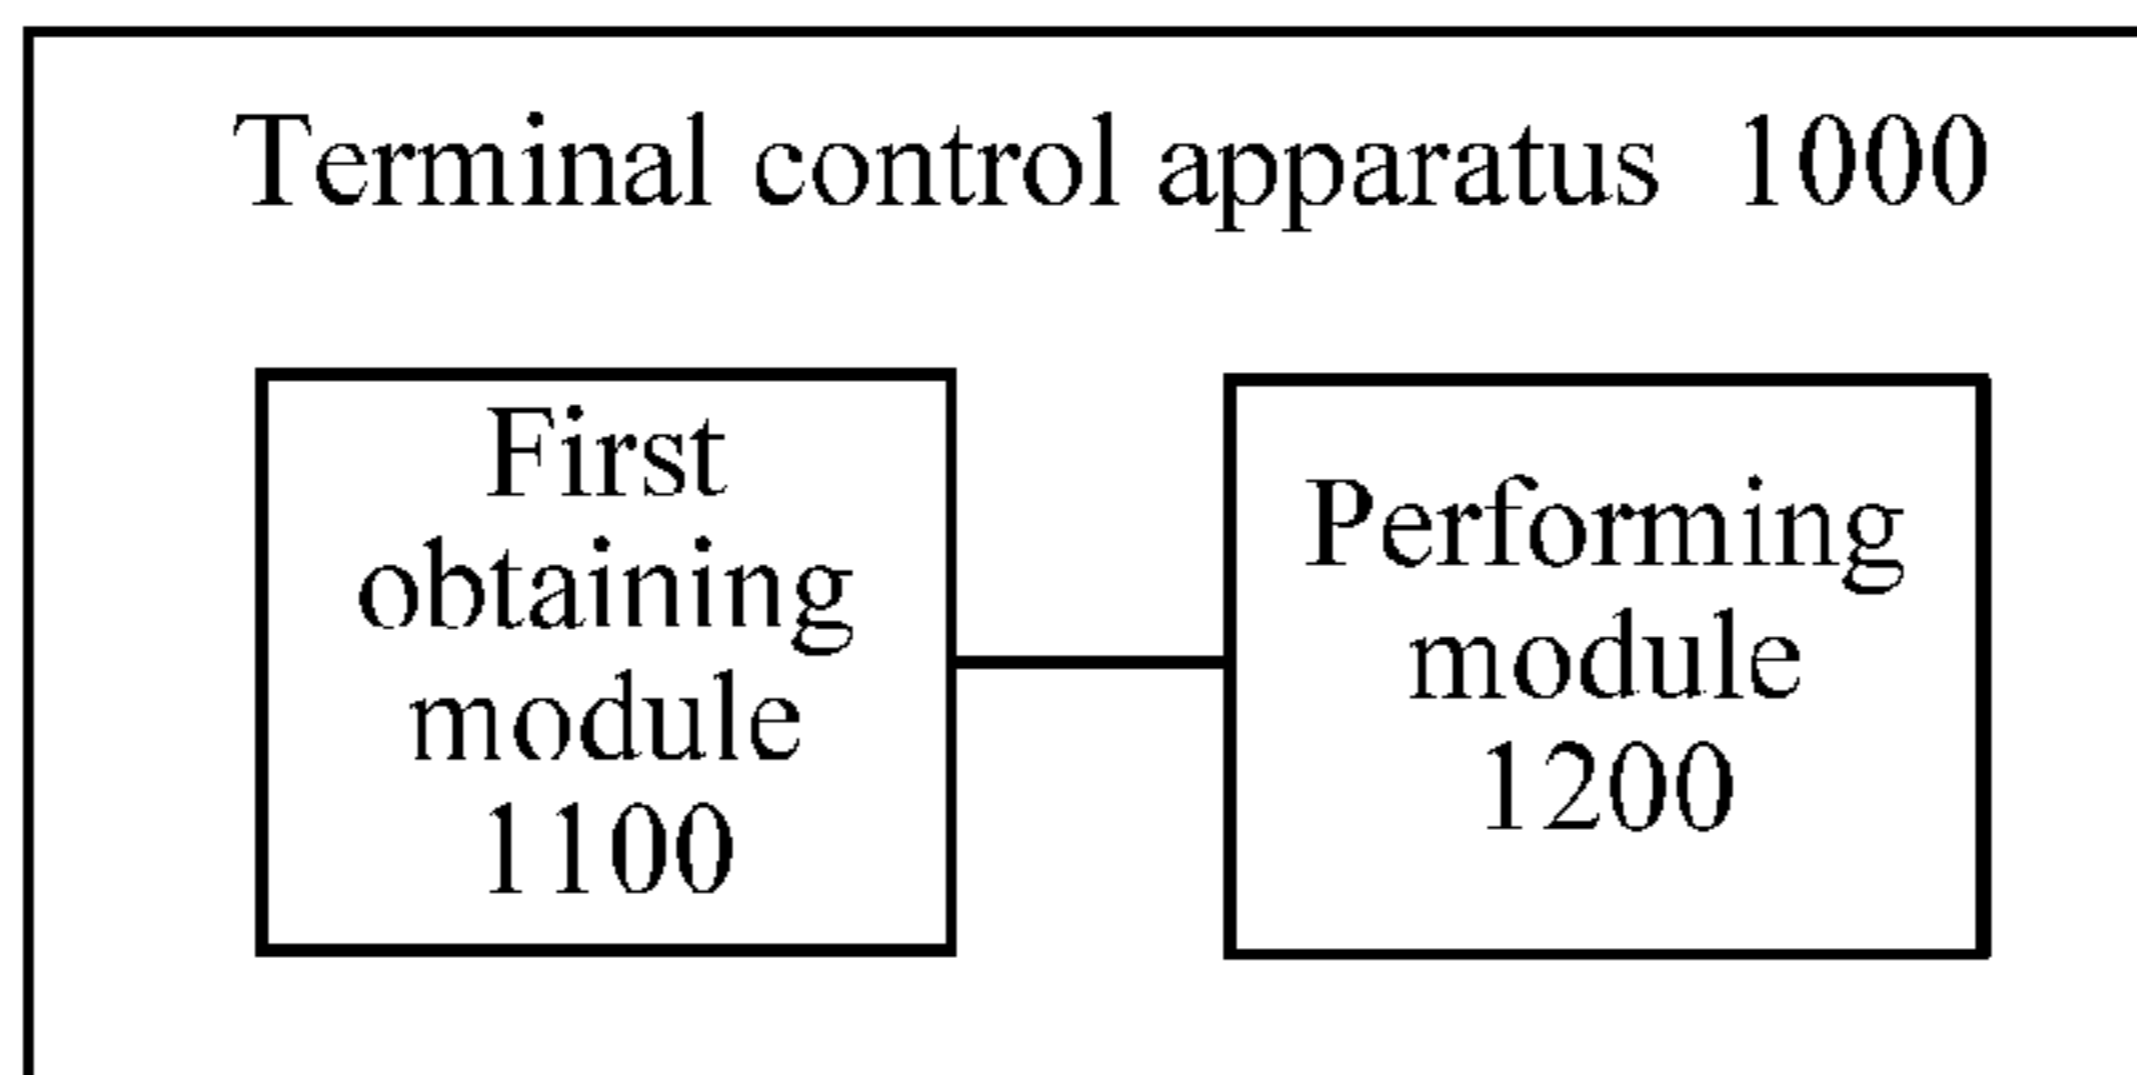 Terminal control apparatus 1000
First
obtaining
module
1100
Performing
module
1200